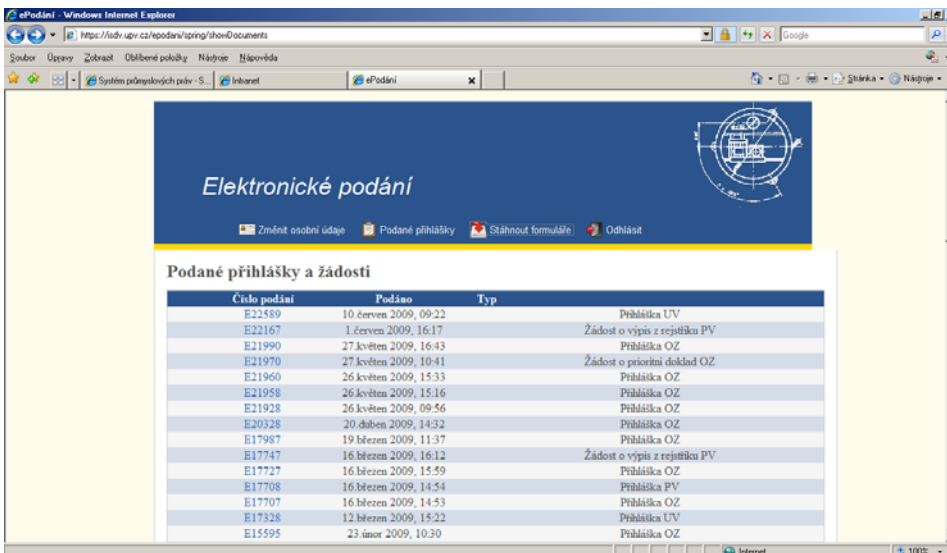 ePodání - Windows Internet Explorer
https://isdv.upv.cz/epodani/spring/showDocuments
Google
Soubor Úpravy Zobrazit Oblíbené položky Nástroje Nápověda
Systém průmyslových práv - S... Intranet ePodání Stránka Nástroje
Elektronické podání
Změnit osobní údaje Podané přihlášky Stáhnout formuláře Odhlásit
Podané přihlášky a žádosti
Číslo podání Podáno Typ
E22589 10.červen 2009, 09:22 Přihláška UV
E22167 1.červen 2009, 16:17 Žádost o výpis z rejstříku PV
E21990 27.květen 2009, 16:43 Přihláška OZ
E21970 27.květen 2009, 10:41 Žádost o prioritní doklad OZ
E21960 26.květen 2009, 15:33 Přihláška OZ
E21958 26.květen 2009, 15:16 Přihláška OZ
E21928 26.květen 2009, 09:56 Přihláška OZ
E20328 20.duben 2009, 14:32 Přihláška OZ
E17987 19.březen 2009, 11:37 Přihláška OZ
E17747 16.březen 2009, 16:12 Žádost o výpis z rejstříku PV
E17727 16.březen 2009, 15:59 Přihláška OZ
E17708 16.březen 2009, 14:54 Přihláška PV
E17707 16.březen 2009, 14:53 Přihláška OZ
E17328 12.březen 2009, 15:22 Přihláška UV
E15595 23.únor 2009, 10:30 Přihláška OZ
Internet 100%